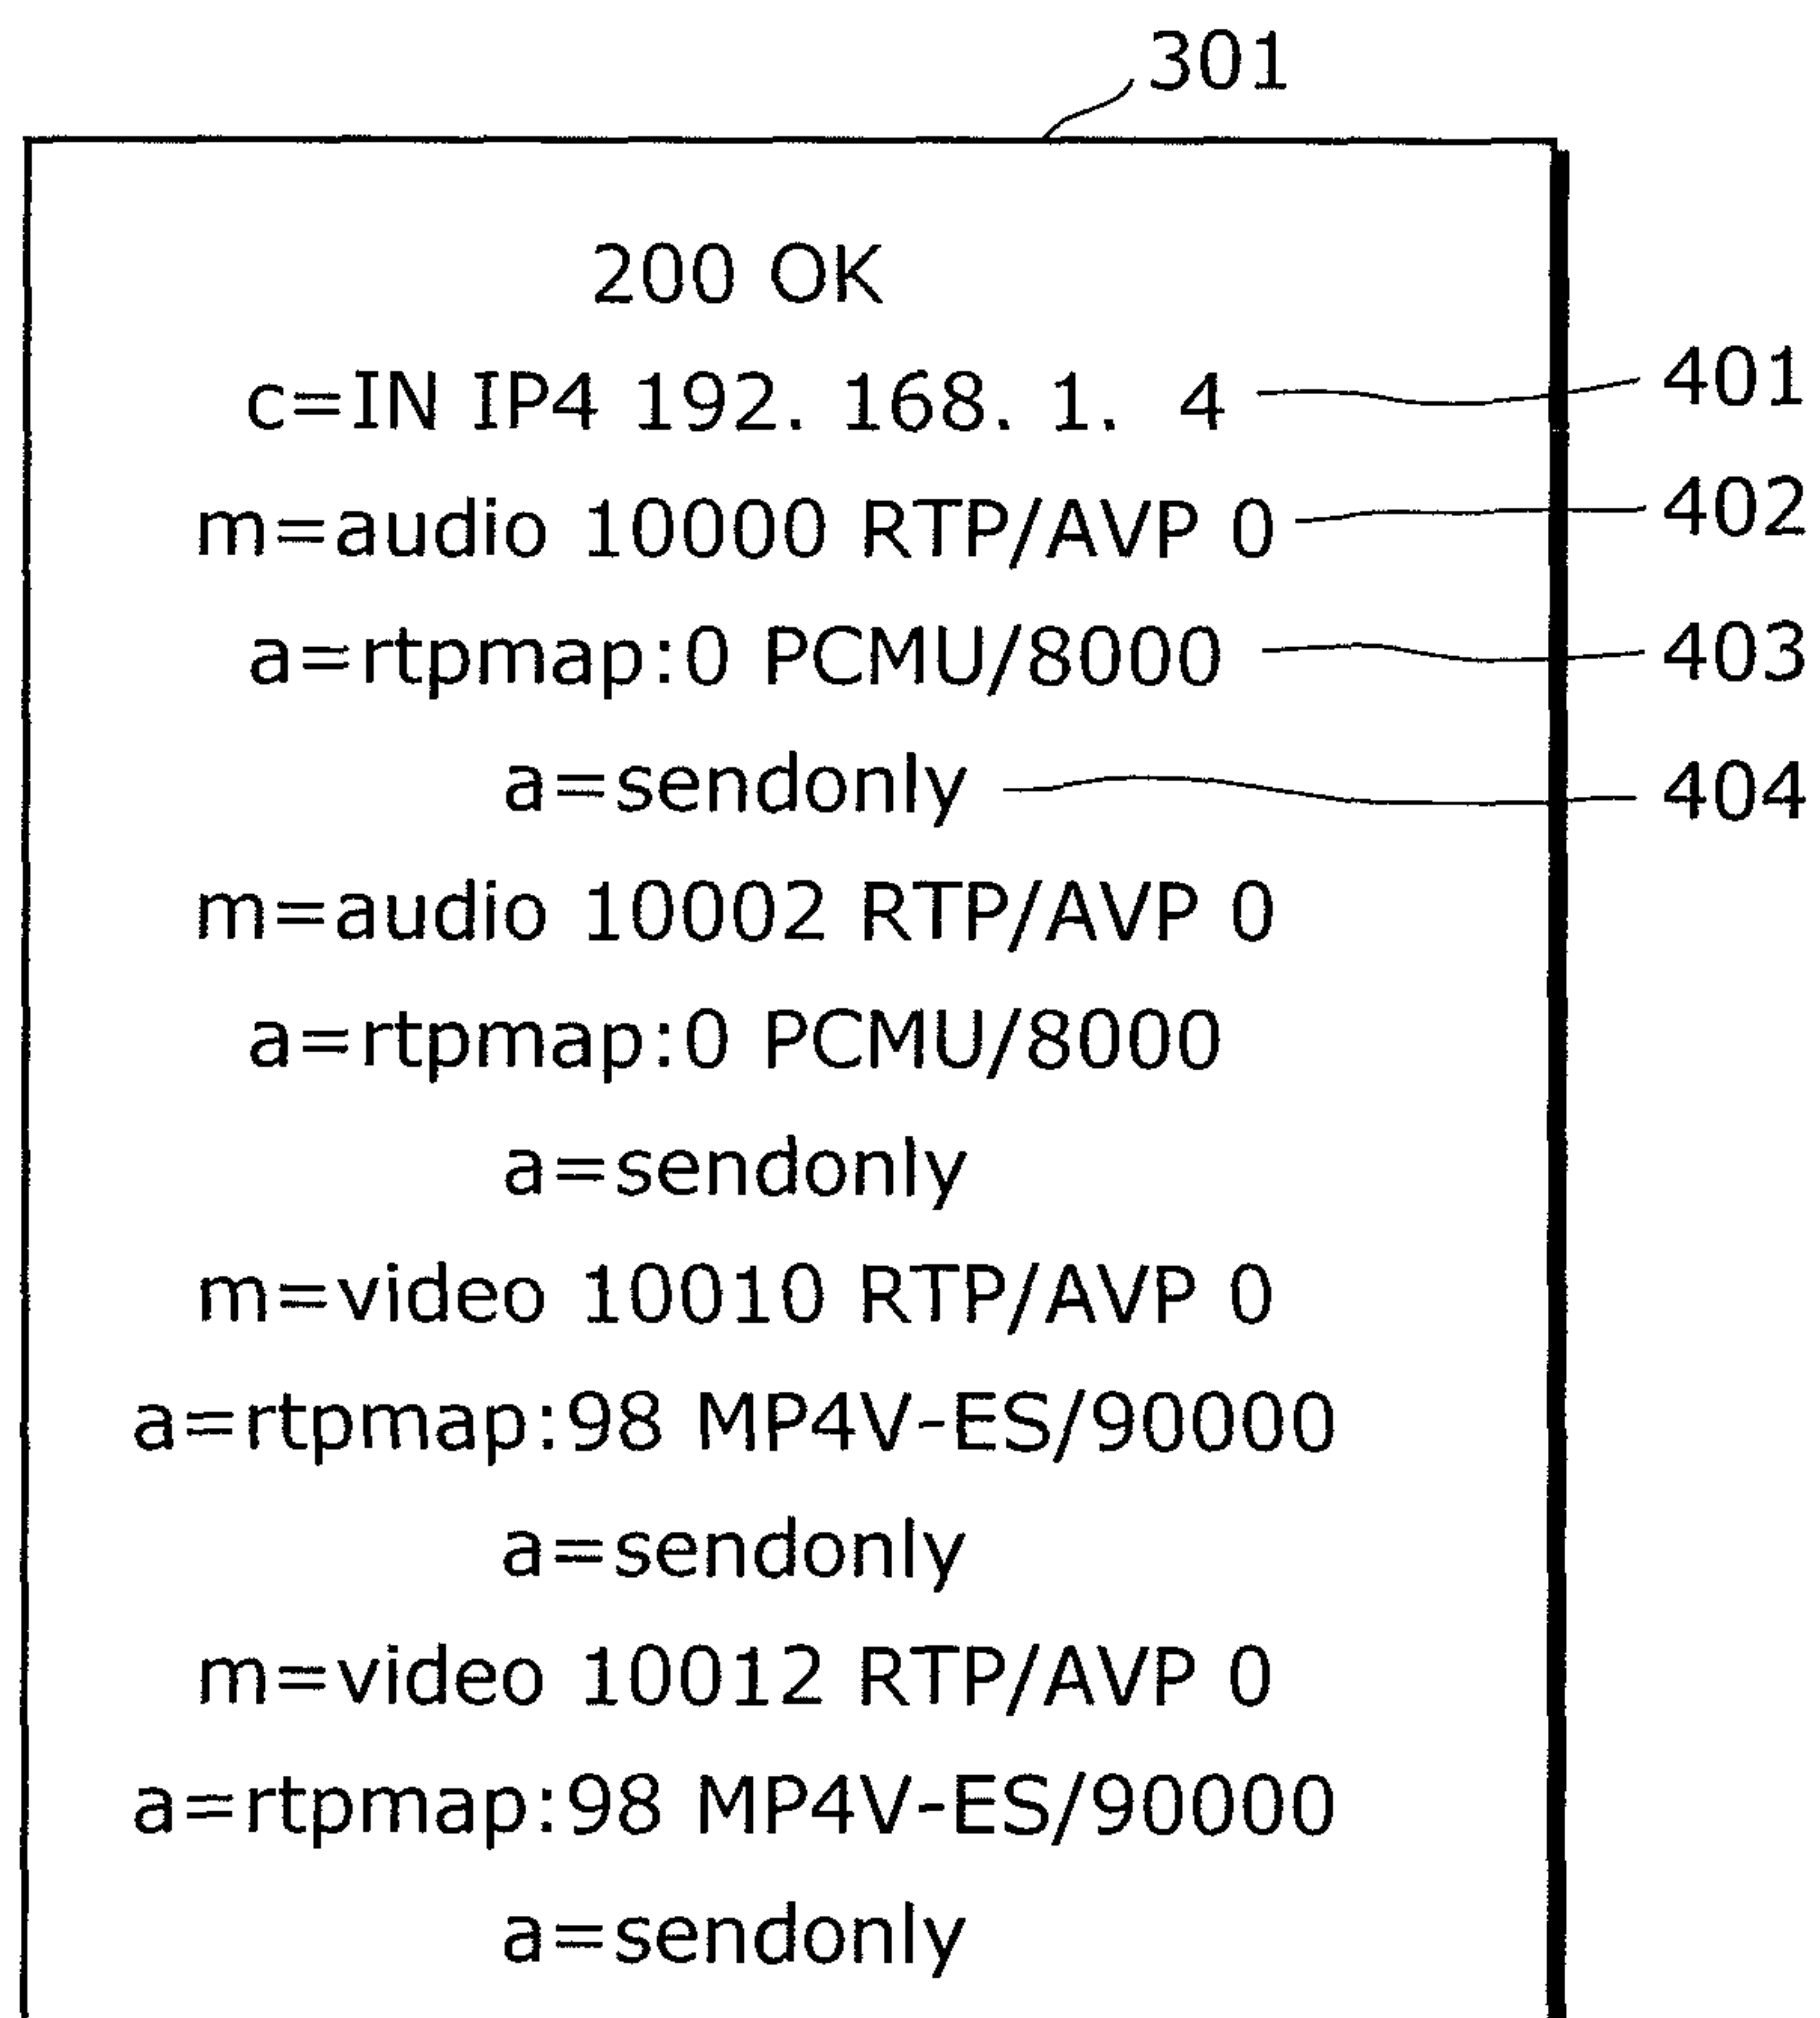 301
200 OK
c=IN IP4 192. 168. 1. 4 401
m=audio 10000 RTP/AVP 0 402
a=rtpmap:0 PCMU/8000 403
a=sendonly 404
m=audio 10002 RTP/AVP 0
a=rtpmap:0 PCMU/8000
a=sendonly
m=video 10010 RTP/AVP 0
a=rtpmap:98 MP4V-ES/90000
a=sendonly
m=video 10012 RTP/AVP 0
a=rtpmap:98 MP4V-ES/90000
a=sendonly